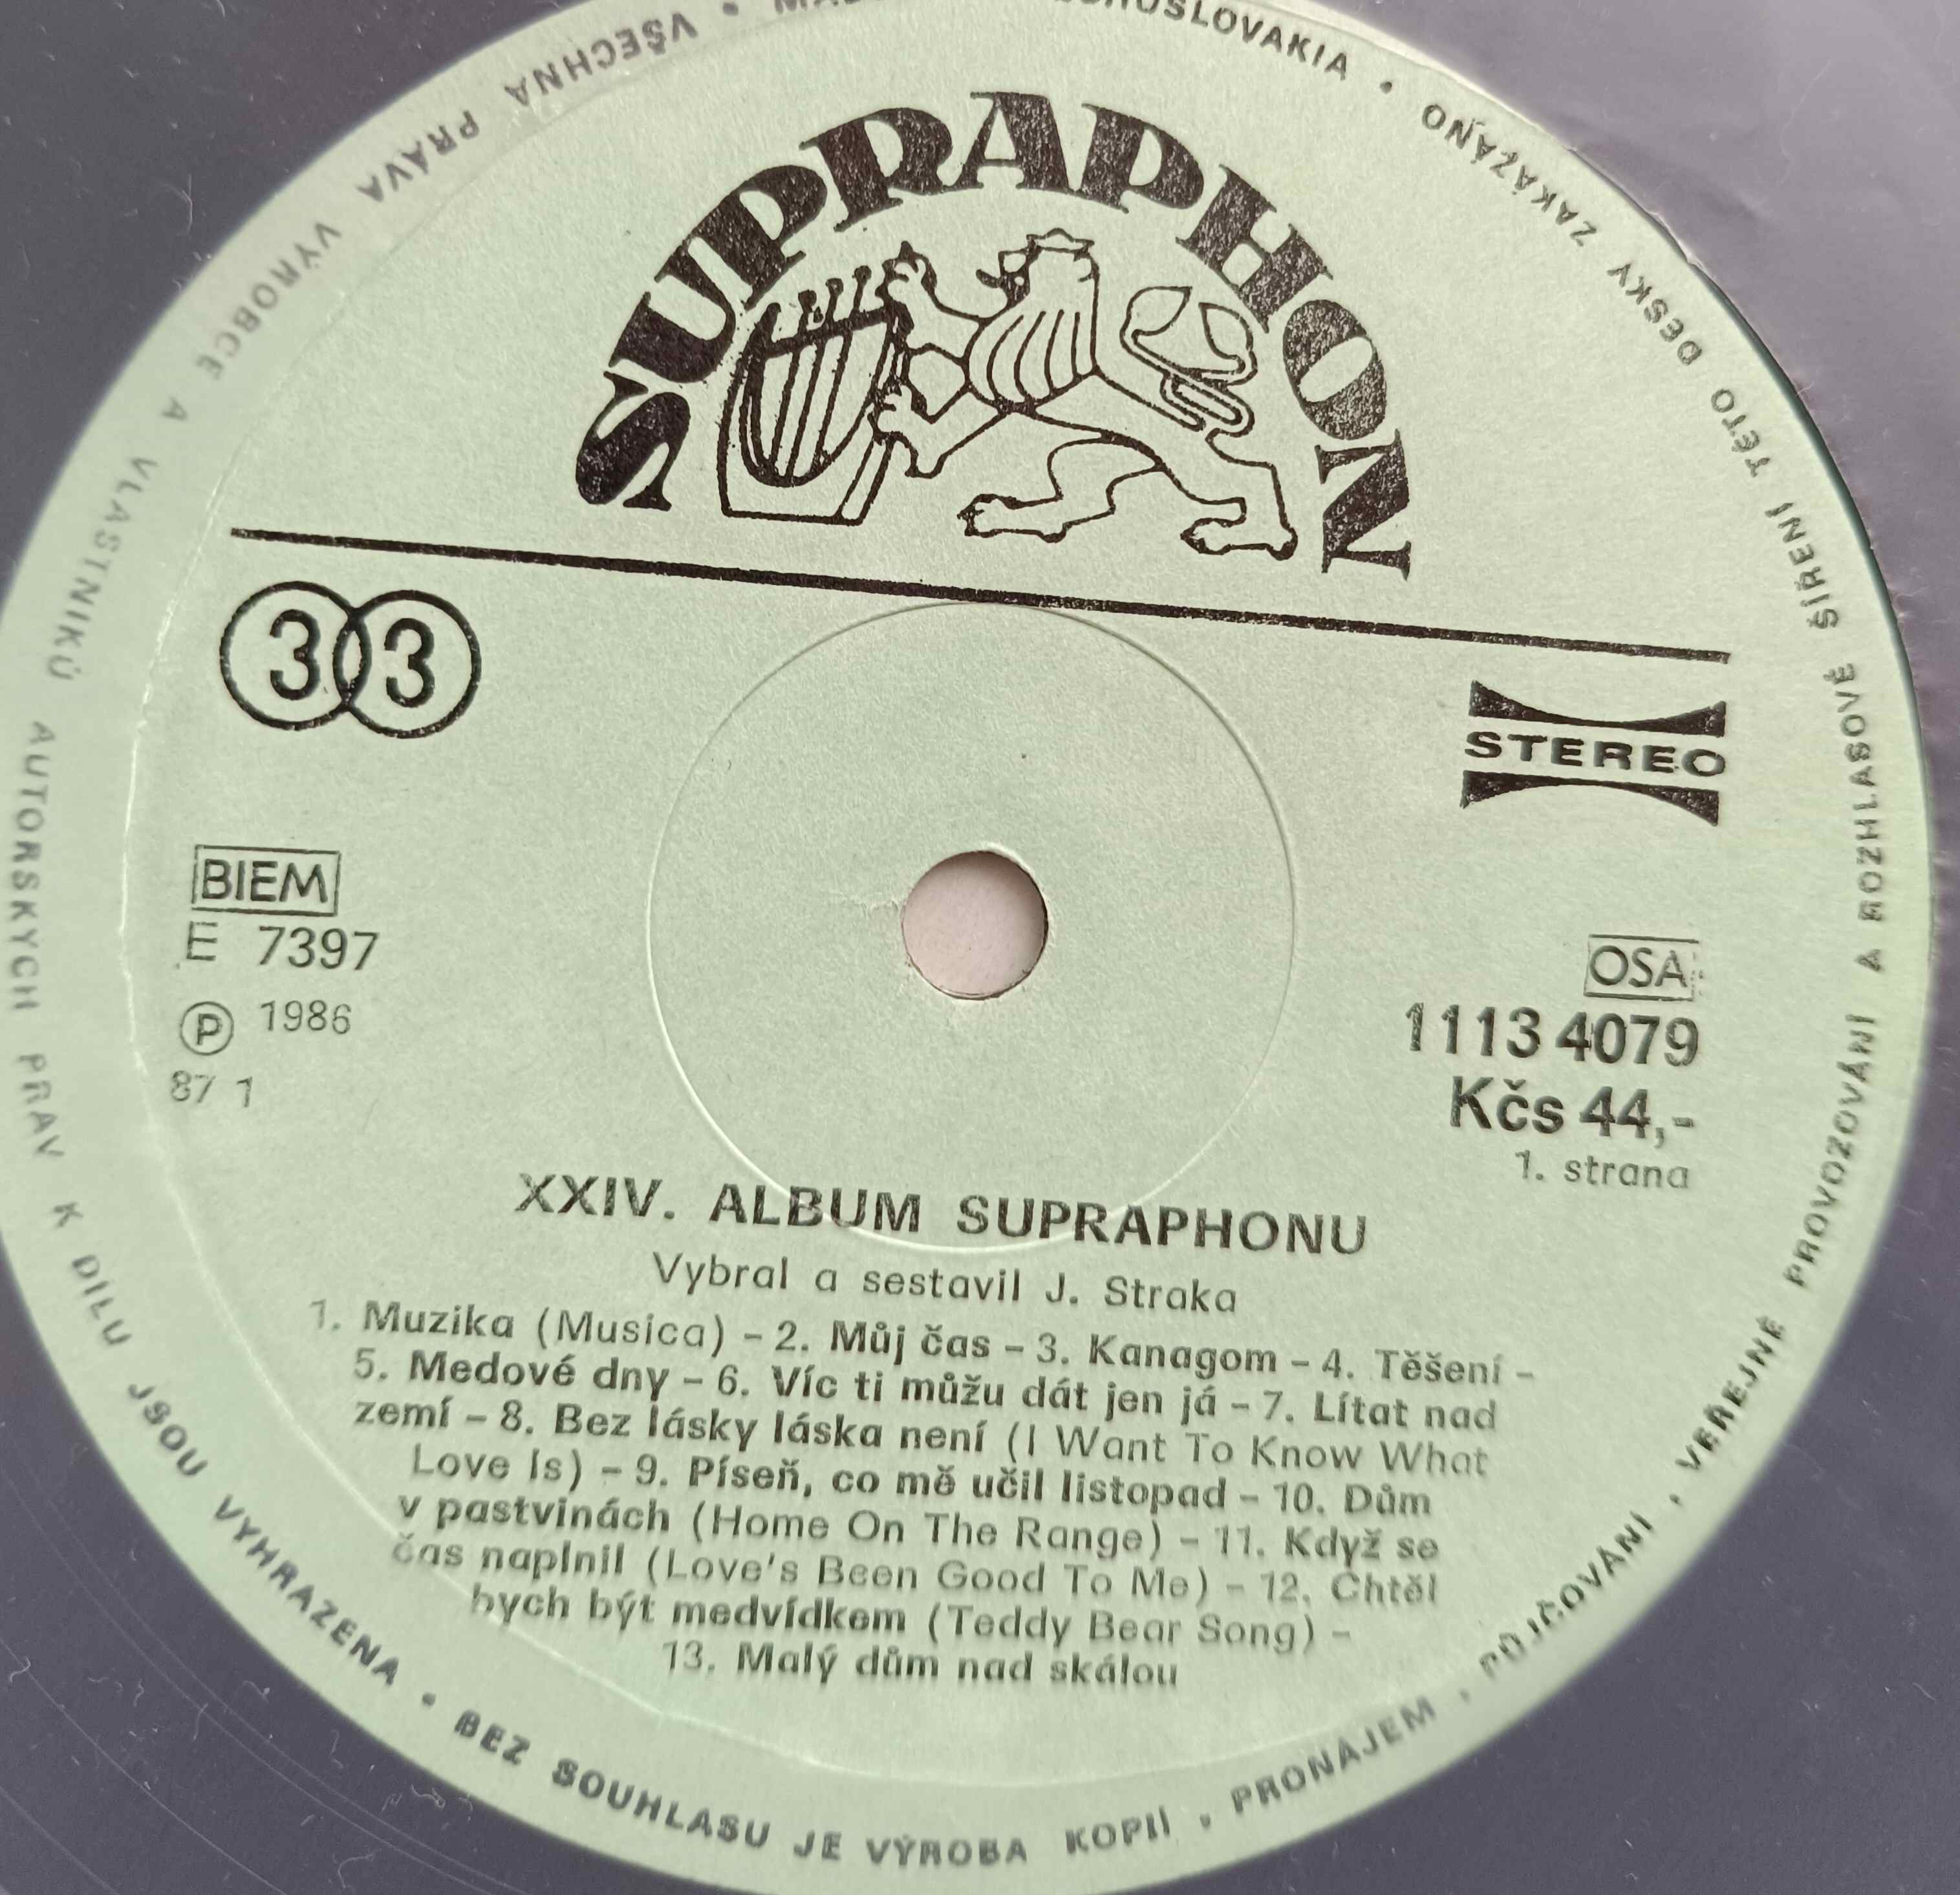 SUPRAPHON
33
STEREO
BIEM
E 7397
Ⓟ 1986
87 1
OSA
1113 4079
Kčs 44,-
1. strana
XXIV. ALBUM SUPRAPHONU
Vybral a sestavil J. Straka
1. Muzika (Musica) – 2. Můj čas – 3. Kanagom – 4. Těšení –
5. Medové dny – 6. Víc ti můžu dát jen já – 7. Lítat nad
zemí – 8. Bez lásky láska není (I Want To Know What
Love Is) – 9. Píseň, co mě učil listopad – 10. Dům
v pastvinách (Home On The Range) – 11. Když se
čas naplnil (Love's Been Good To Me) – 12. Chtěl
bych být medvídkem (Teddy Bear Song) –
13. Malý dům nad skálou
VŠECHNA PRÁVA VÝROBCE A VLASTNÍKŮ AUTORSKÝCH PRÁV K DÍLU JSOU VYHRAZENA • BEZ SOUHLASU JE VÝROBA KOPIÍ, PRONÁJEM, PŮJČOVÁNÍ, VEŘEJNÉ PROVOZOVÁNÍ A ROZHLASOVÉ ŠÍŘENÍ TÉTO DESKY ZAKÁZÁNO •